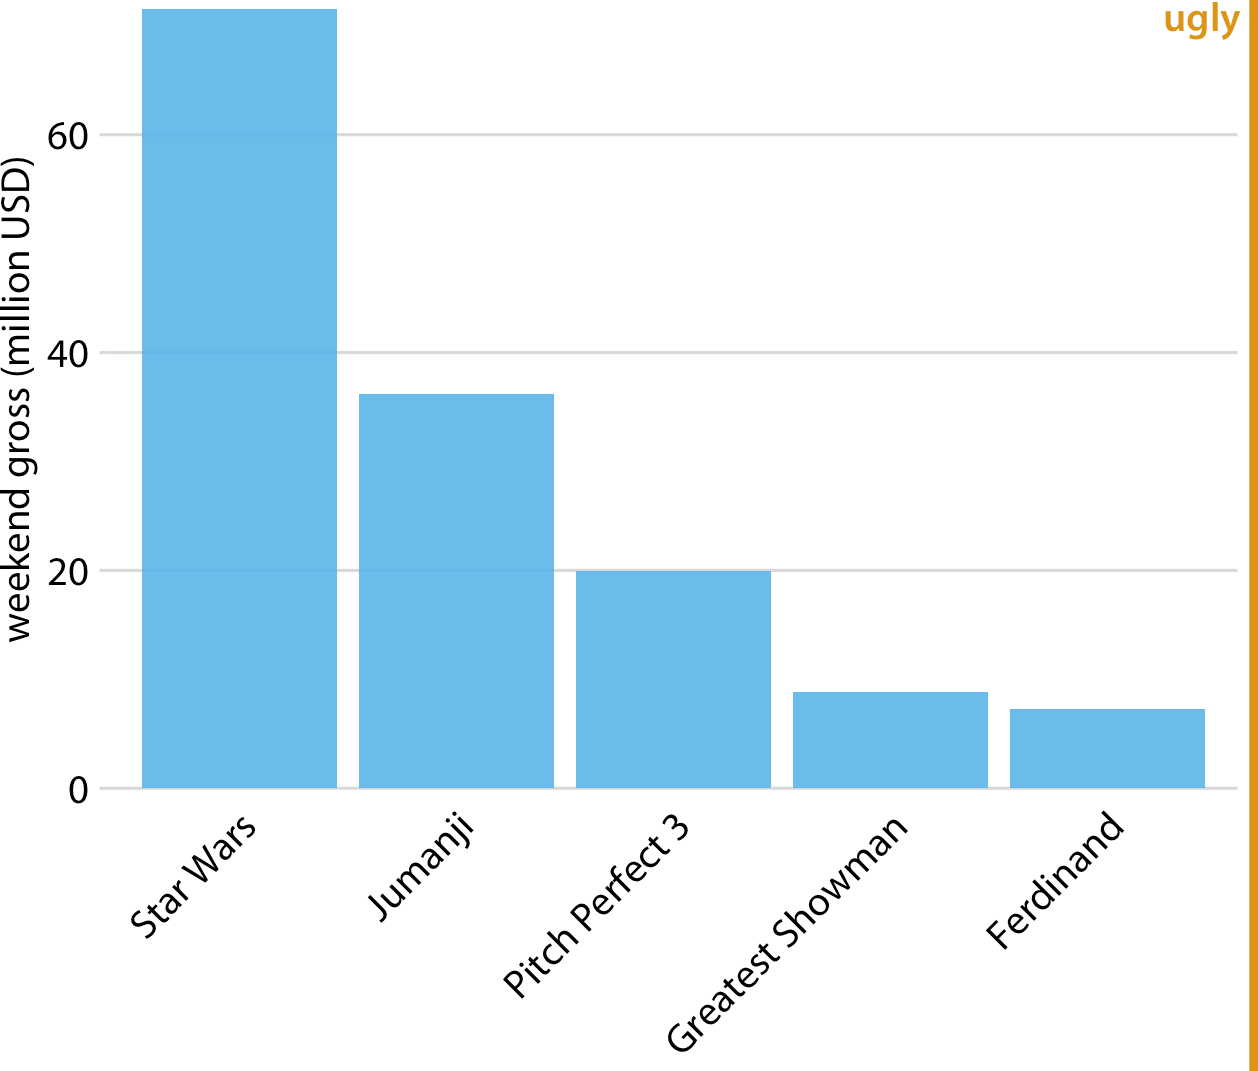 ugly
weekend gross (million USD)
60
40
20
0
Star Wars
Jumanji
Pitch Perfect 3
Greatest Showman
Ferdinand